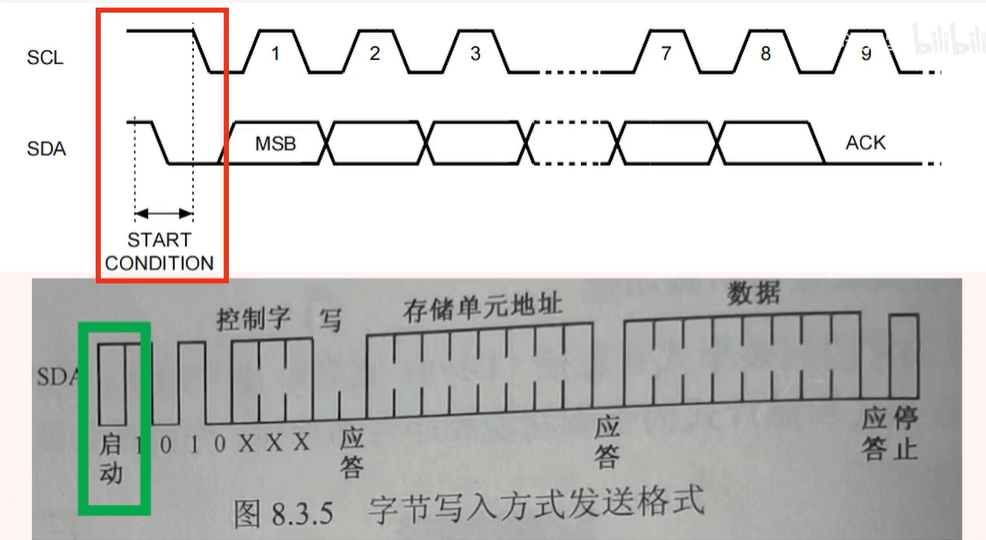 SCL 1 2 3 7 8 9
bilibili
SDA MSB ACK
START
CONDITION
控制字 写 存储单元地址 数据
SDA
启动 1 0 1 0 X X X 应答 应答 应答 停止
图 8.3.5 字节写入方式发送格式